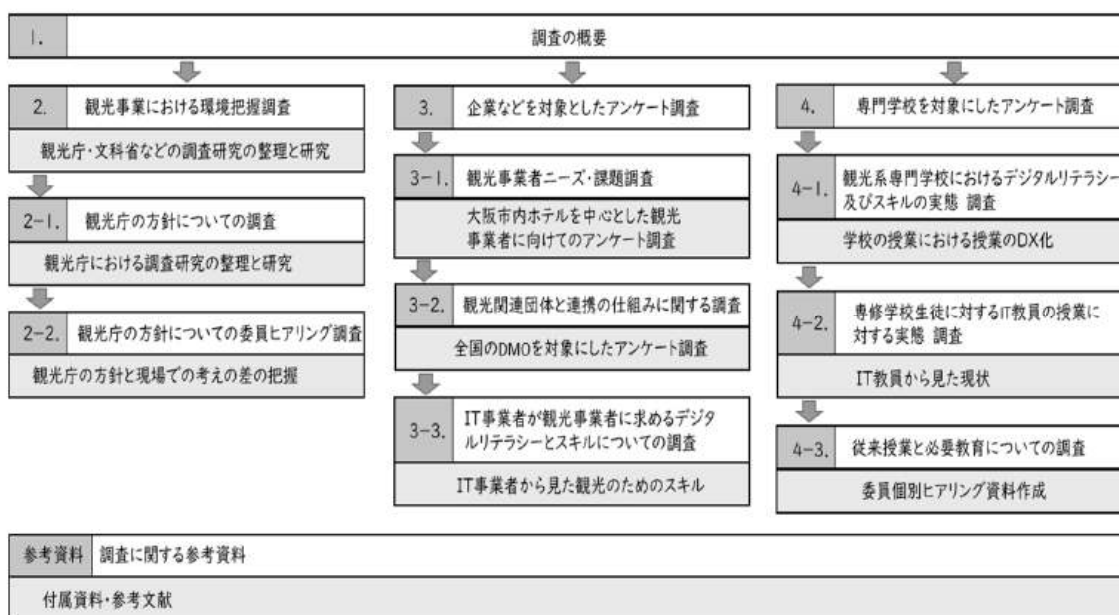 1. 調査の概要
2. 観光事業における環境把握調査
観光庁・文科省などの調査研究の整理と研究
2-1. 観光庁の方針についての調査
観光庁における調査研究の整理と研究
2-2. 観光庁の方針についての委員ヒアリング調査
観光庁の方針と現場での考えの差の把握
3. 企業などを対象としたアンケート調査
3-1. 観光事業者ニーズ・課題調査
大阪市内ホテルを中心とした観光
事業者に向けてのアンケート調査
3-2. 観光関連団体と連携の仕組みに関する調査
全国のDMOを対象にしたアンケート調査
3-3. IT事業者が観光事業者に求めるデジタ
ルリテラシーとスキルについての調査
IT事業者から見た観光のためのスキル
4. 専門学校を対象にしたアンケート調査
4-1. 観光系専門学校におけるデジタルリテラシー
及びスキルの実態 調査
学校の授業における授業のDX化
4-2. 専修学校生徒に対するIT教員の授業に
対する実態 調査
IT教員から見た現状
4-3. 従来授業と必要教育についての調査
委員個別ヒアリング資料作成
参考資料 調査に関する参考資料
付属資料・参考文献